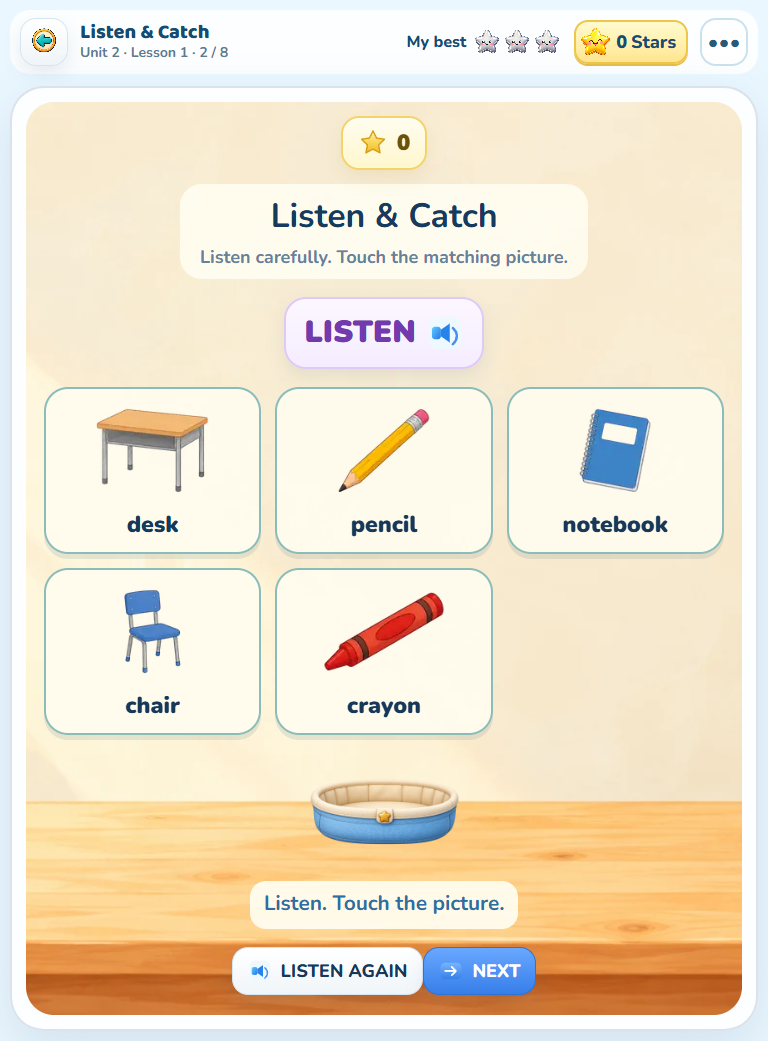 Listen & Catch
Unit 2 · Lesson 1 · 2 / 8
My best
0 Stars
0
Listen & Catch
Listen carefully. Touch the matching picture.
LISTEN
desk
pencil
notebook
chair
crayon
Listen. Touch the picture.
LISTEN AGAIN
NEXT